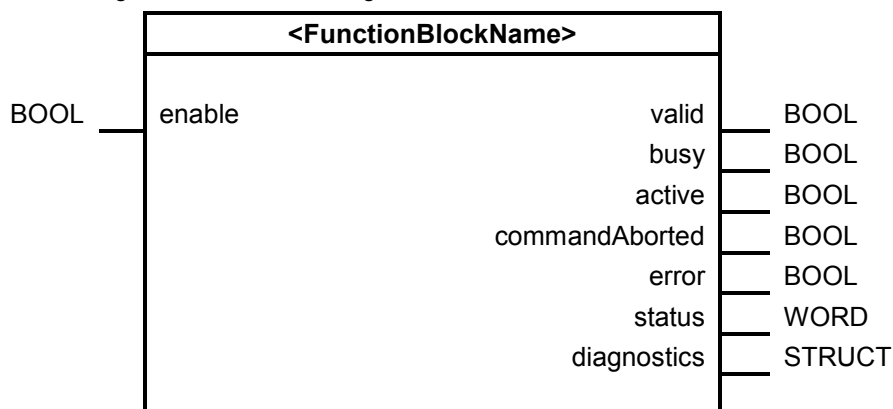 <FunctionBlockName>
BOOL enable valid BOOL
busy BOOL
active BOOL
commandAborted BOOL
error BOOL
status WORD
diagnostics STRUCT